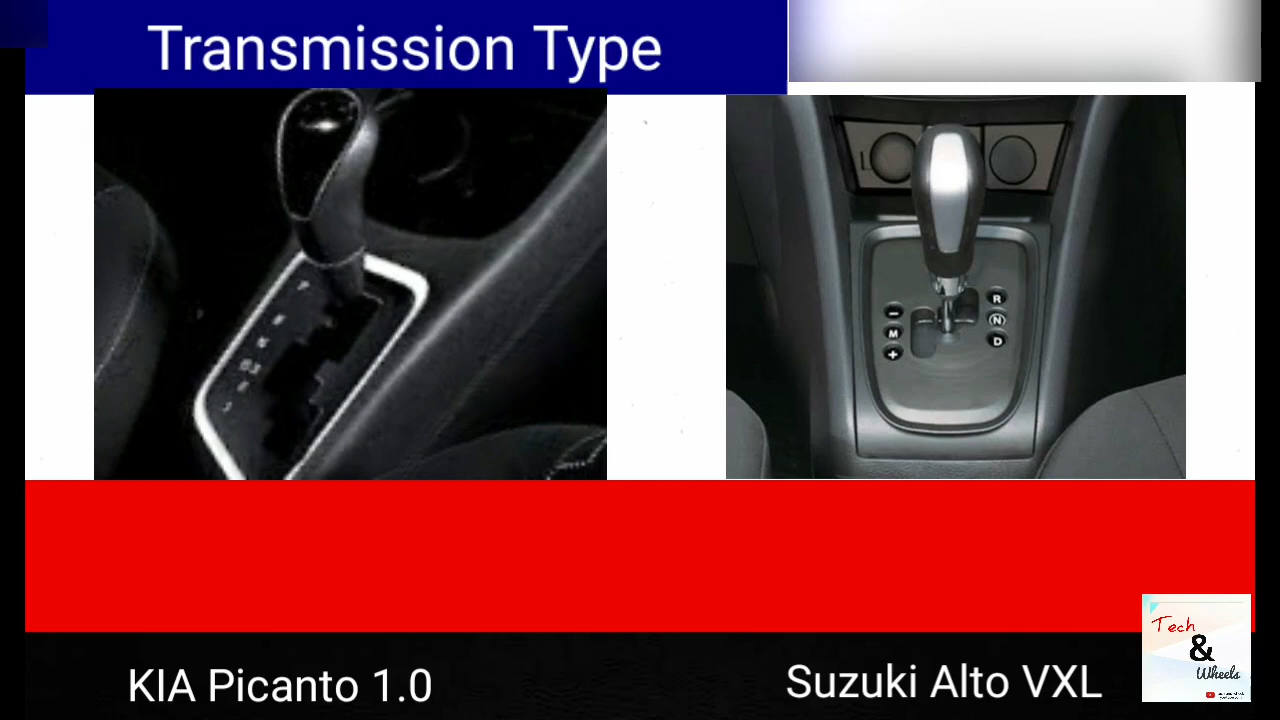 Transmission Type
P
R
N
D
-
M
+
KIA Picanto 1.0
Suzuki Alto VXL
Tech
&
Wheels